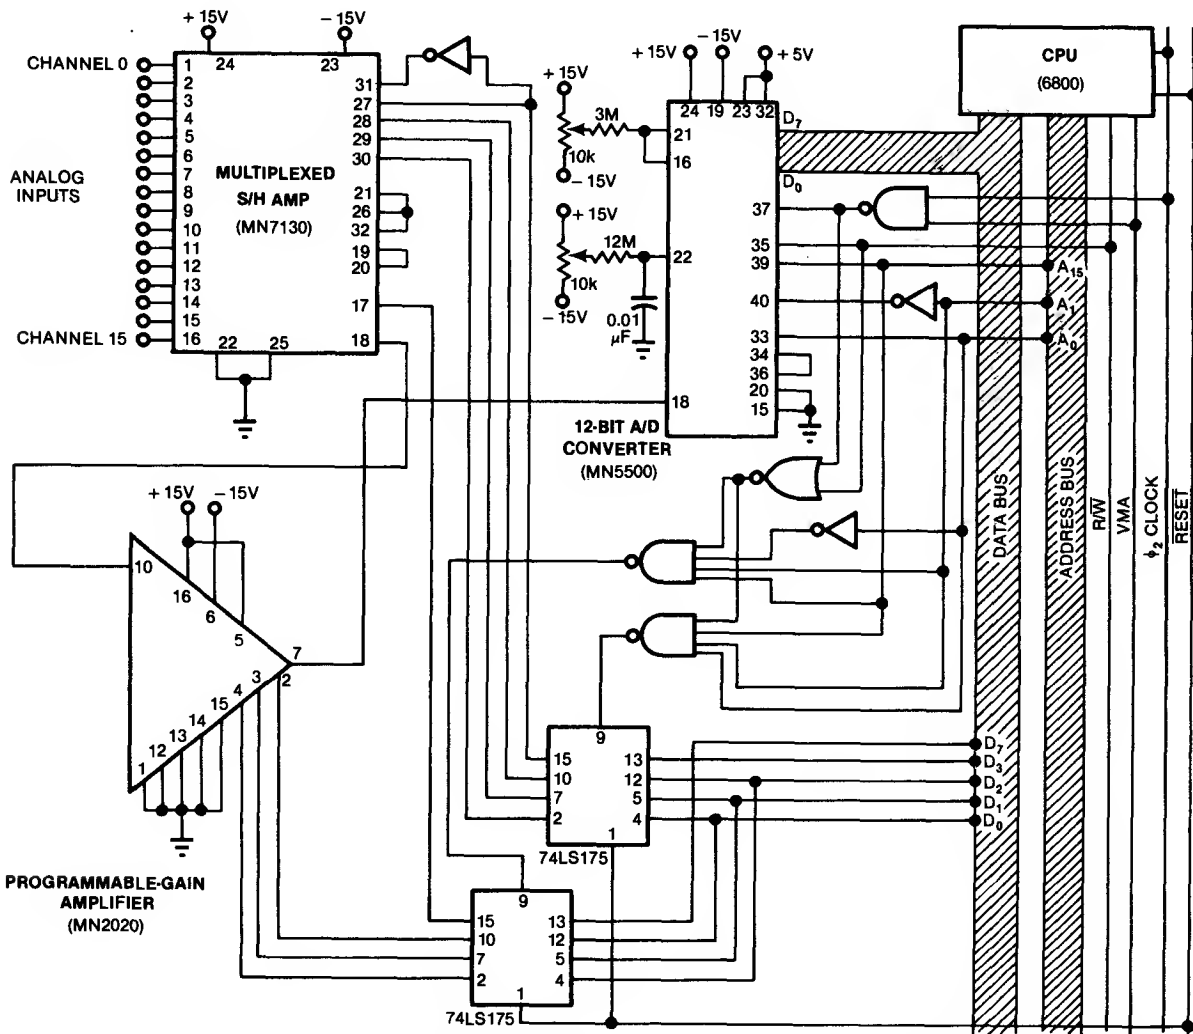 +15V
-15V
CHANNEL 0
1
2
3
4
5
6
7
8
9
10
11
12
13
14
15
16
CHANNEL 15
ANALOG
INPUTS
24
23
MULTIPLEXED
S/H AMP
(MN7130)
31
27
28
29
30
21
26
32
19
20
17
18
22
25
+15V
-15V
+5V
24
19
23
32
+15V
3M
10k
-15V
21
16
+15V
12M
10k
-15V
22
0.01
μF
18
D7
D0
37
35
39
40
33
34
36
20
15
12-BIT A/D
CONVERTER
(MN5500)
CPU
(6800)
A15
A1
A0
DATA BUS
ADDRESS BUS
R/W̅
VMA
ϕ2 CLOCK
R̅E̅S̅E̅T̅
+15V
-15V
10
16
6
5
7
2
3
4
15
14
13
12
1
PROGRAMMABLE-GAIN
AMPLIFIER
(MN2020)
9
15
10
7
2
13
12
5
4
1
74LS175
D7
D3
D2
D1
D0
9
15
10
7
2
13
12
5
4
1
74LS175